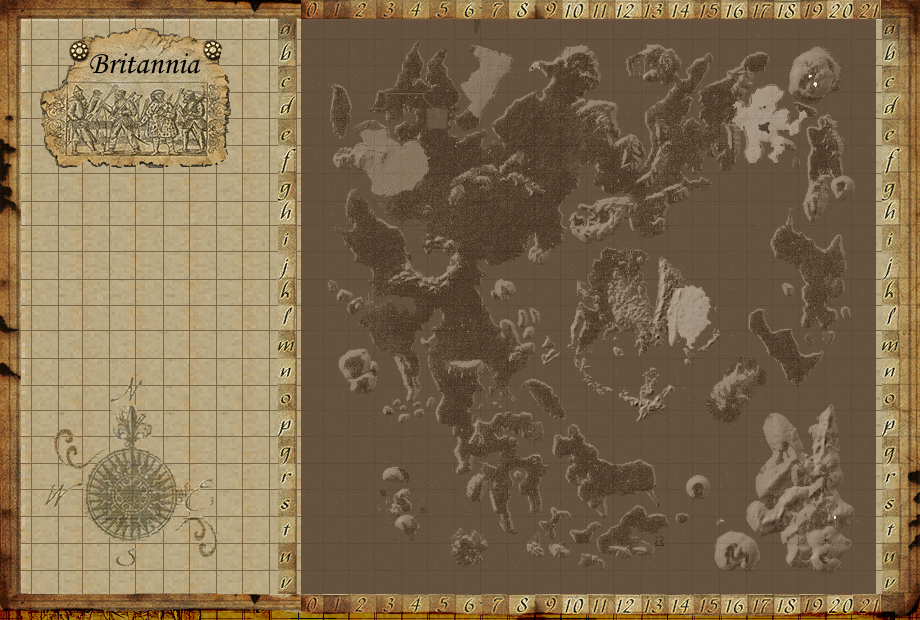 0 1 2 3 4 5 6 7 8 9 10 11 12 13 14 15 16 17 18 19 20 21
Britannia
a a
b b
c c
d d
e e
f f
g g
h h
i i
j j
k k
l l
m m
n n
o o
p p
q q
r r
s s
t t
u u
v v
N
W E
S
0 1 2 3 4 5 6 7 8 9 10 11 12 13 14 15 16 17 18 19 20 21